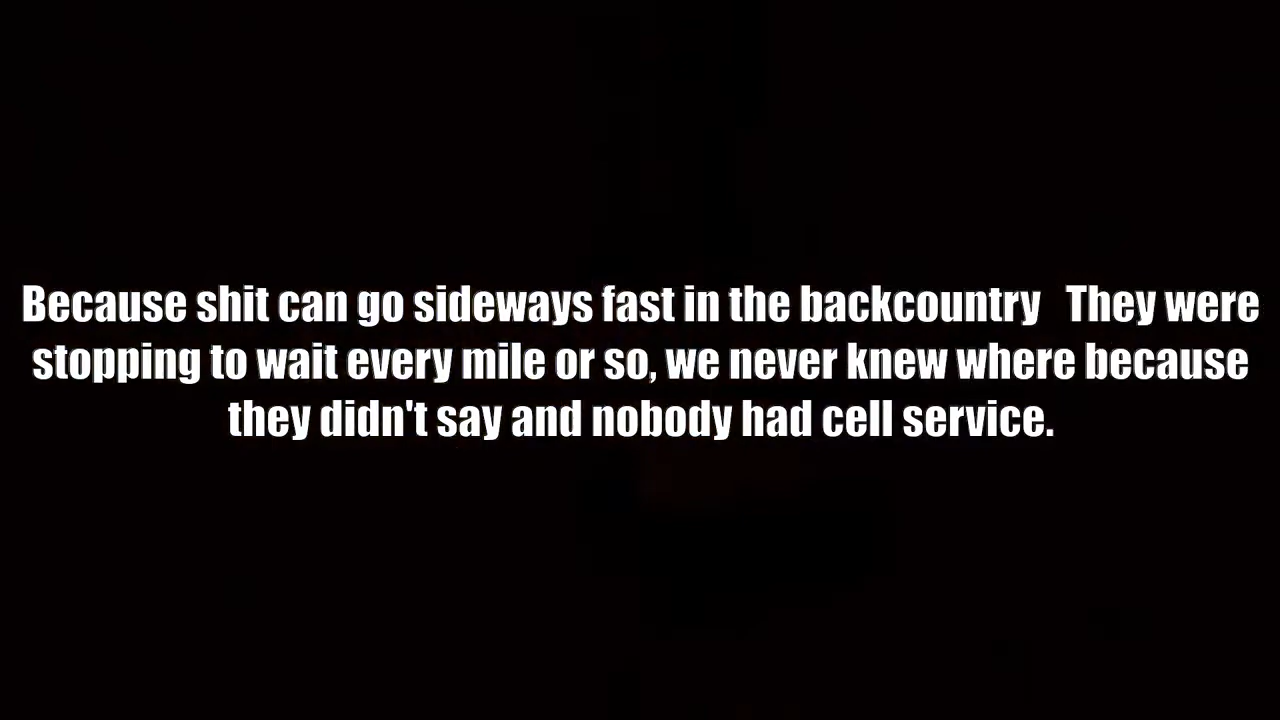 Because shit can go sideways fast in the backcountry   They were
stopping to wait every mile or so, we never knew where because
they didn't say and nobody had cell service.